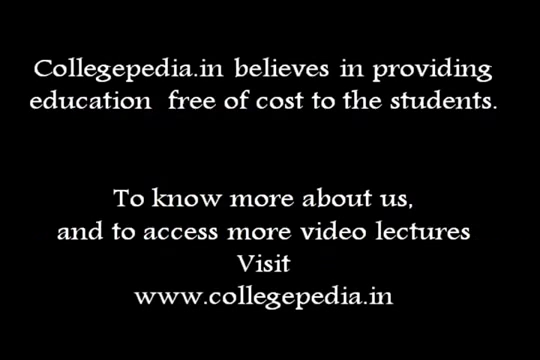 Collegepedia.in believes in providing
education free of cost to the students.
To know more about us,
and to access more video lectures
Visit
www.collegepedia.in